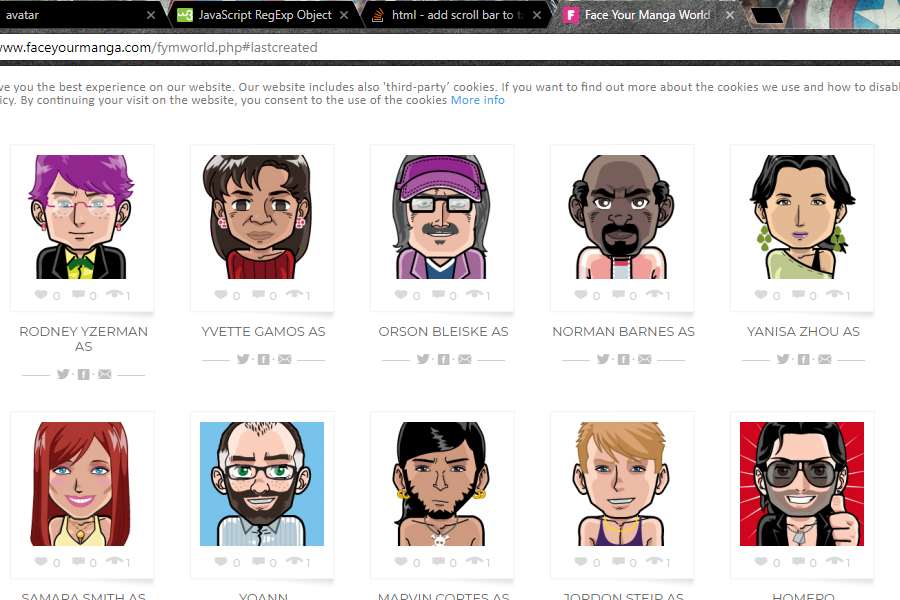 avatar
JavaScript RegExp Object
html - add scroll bar to ta
Face Your Manga World
www.faceyourmanga.com/fymworld.php#lastcreated
ve you the best experience on our website. Our website includes also 'third-party' cookies. If you want to find out more about the cookies we use and how to disabl
icy. By continuing your visit on the website, you consent to the use of the cookies More info
0 0 1
0 0 1
0 0 1
0 0 1
0 0 1
RODNEY YZERMAN
AS
YVETTE GAMOS AS
ORSON BLEISKE AS
NORMAN BARNES AS
YANISA ZHOU AS
0 0 1
0 0 1
0 0 1
0 0 1
0 0 1
SAMARA SMITH AS
YOANN
MARVIN CORTES AS
JORDON STEIR AS
HOMERO